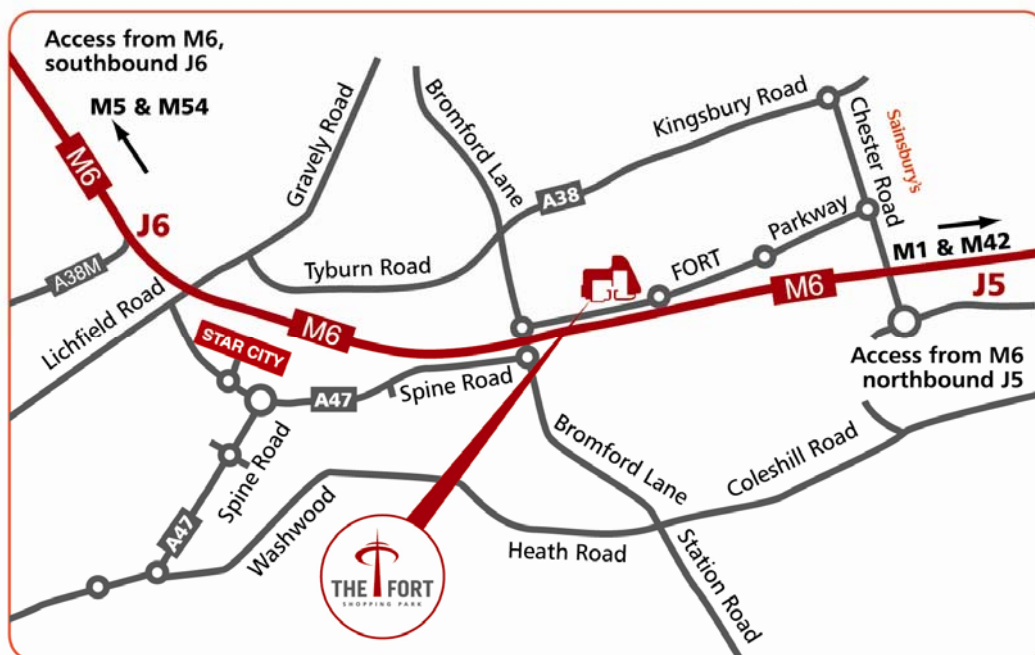 Access from M6,
southbound J6
M5 & M54
M6
J6
A38M
Lichfield Road
Gravely Road
Bromford Lane
Tyburn Road
A38
Kingsbury Road
Chester Road
Sainsbury's
FORT Parkway
M1 & M42
M6
J5
M6
STAR CITY
A47
Spine Road
Access from M6
northbound J5
Spine Road
A47
Washwood
Heath Road
Bromford Lane
Coleshill Road
Station Road
THE FORT
SHOPPING PARK